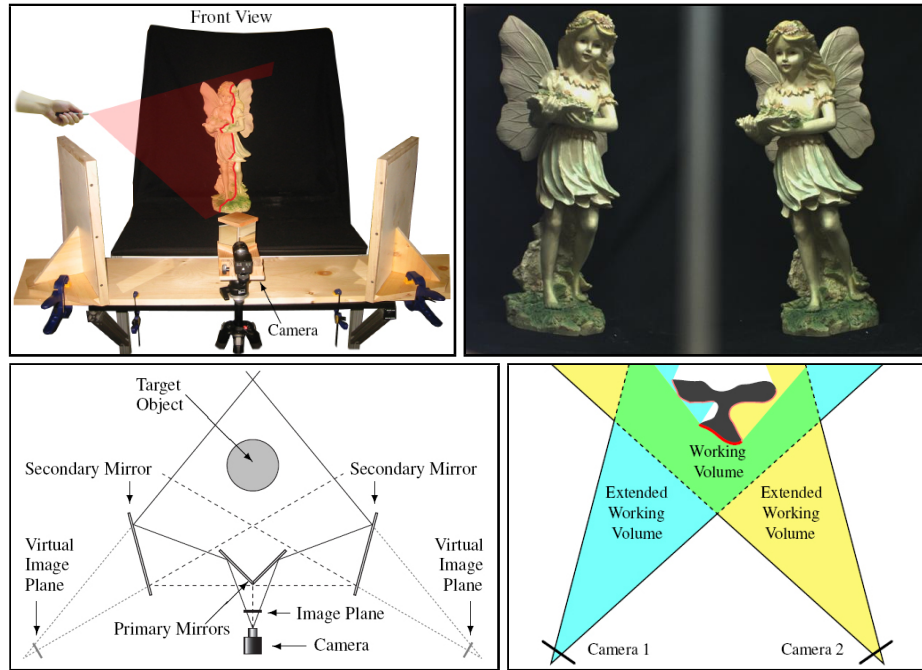 Front View
Camera
Target
Object
Secondary Mirror
Secondary Mirror
Virtual
Image
Plane
Virtual
Image
Plane
Primary Mirrors
Image Plane
Camera
Working
Volume
Extended
Working
Volume
Extended
Working
Volume
Camera 1
Camera 2